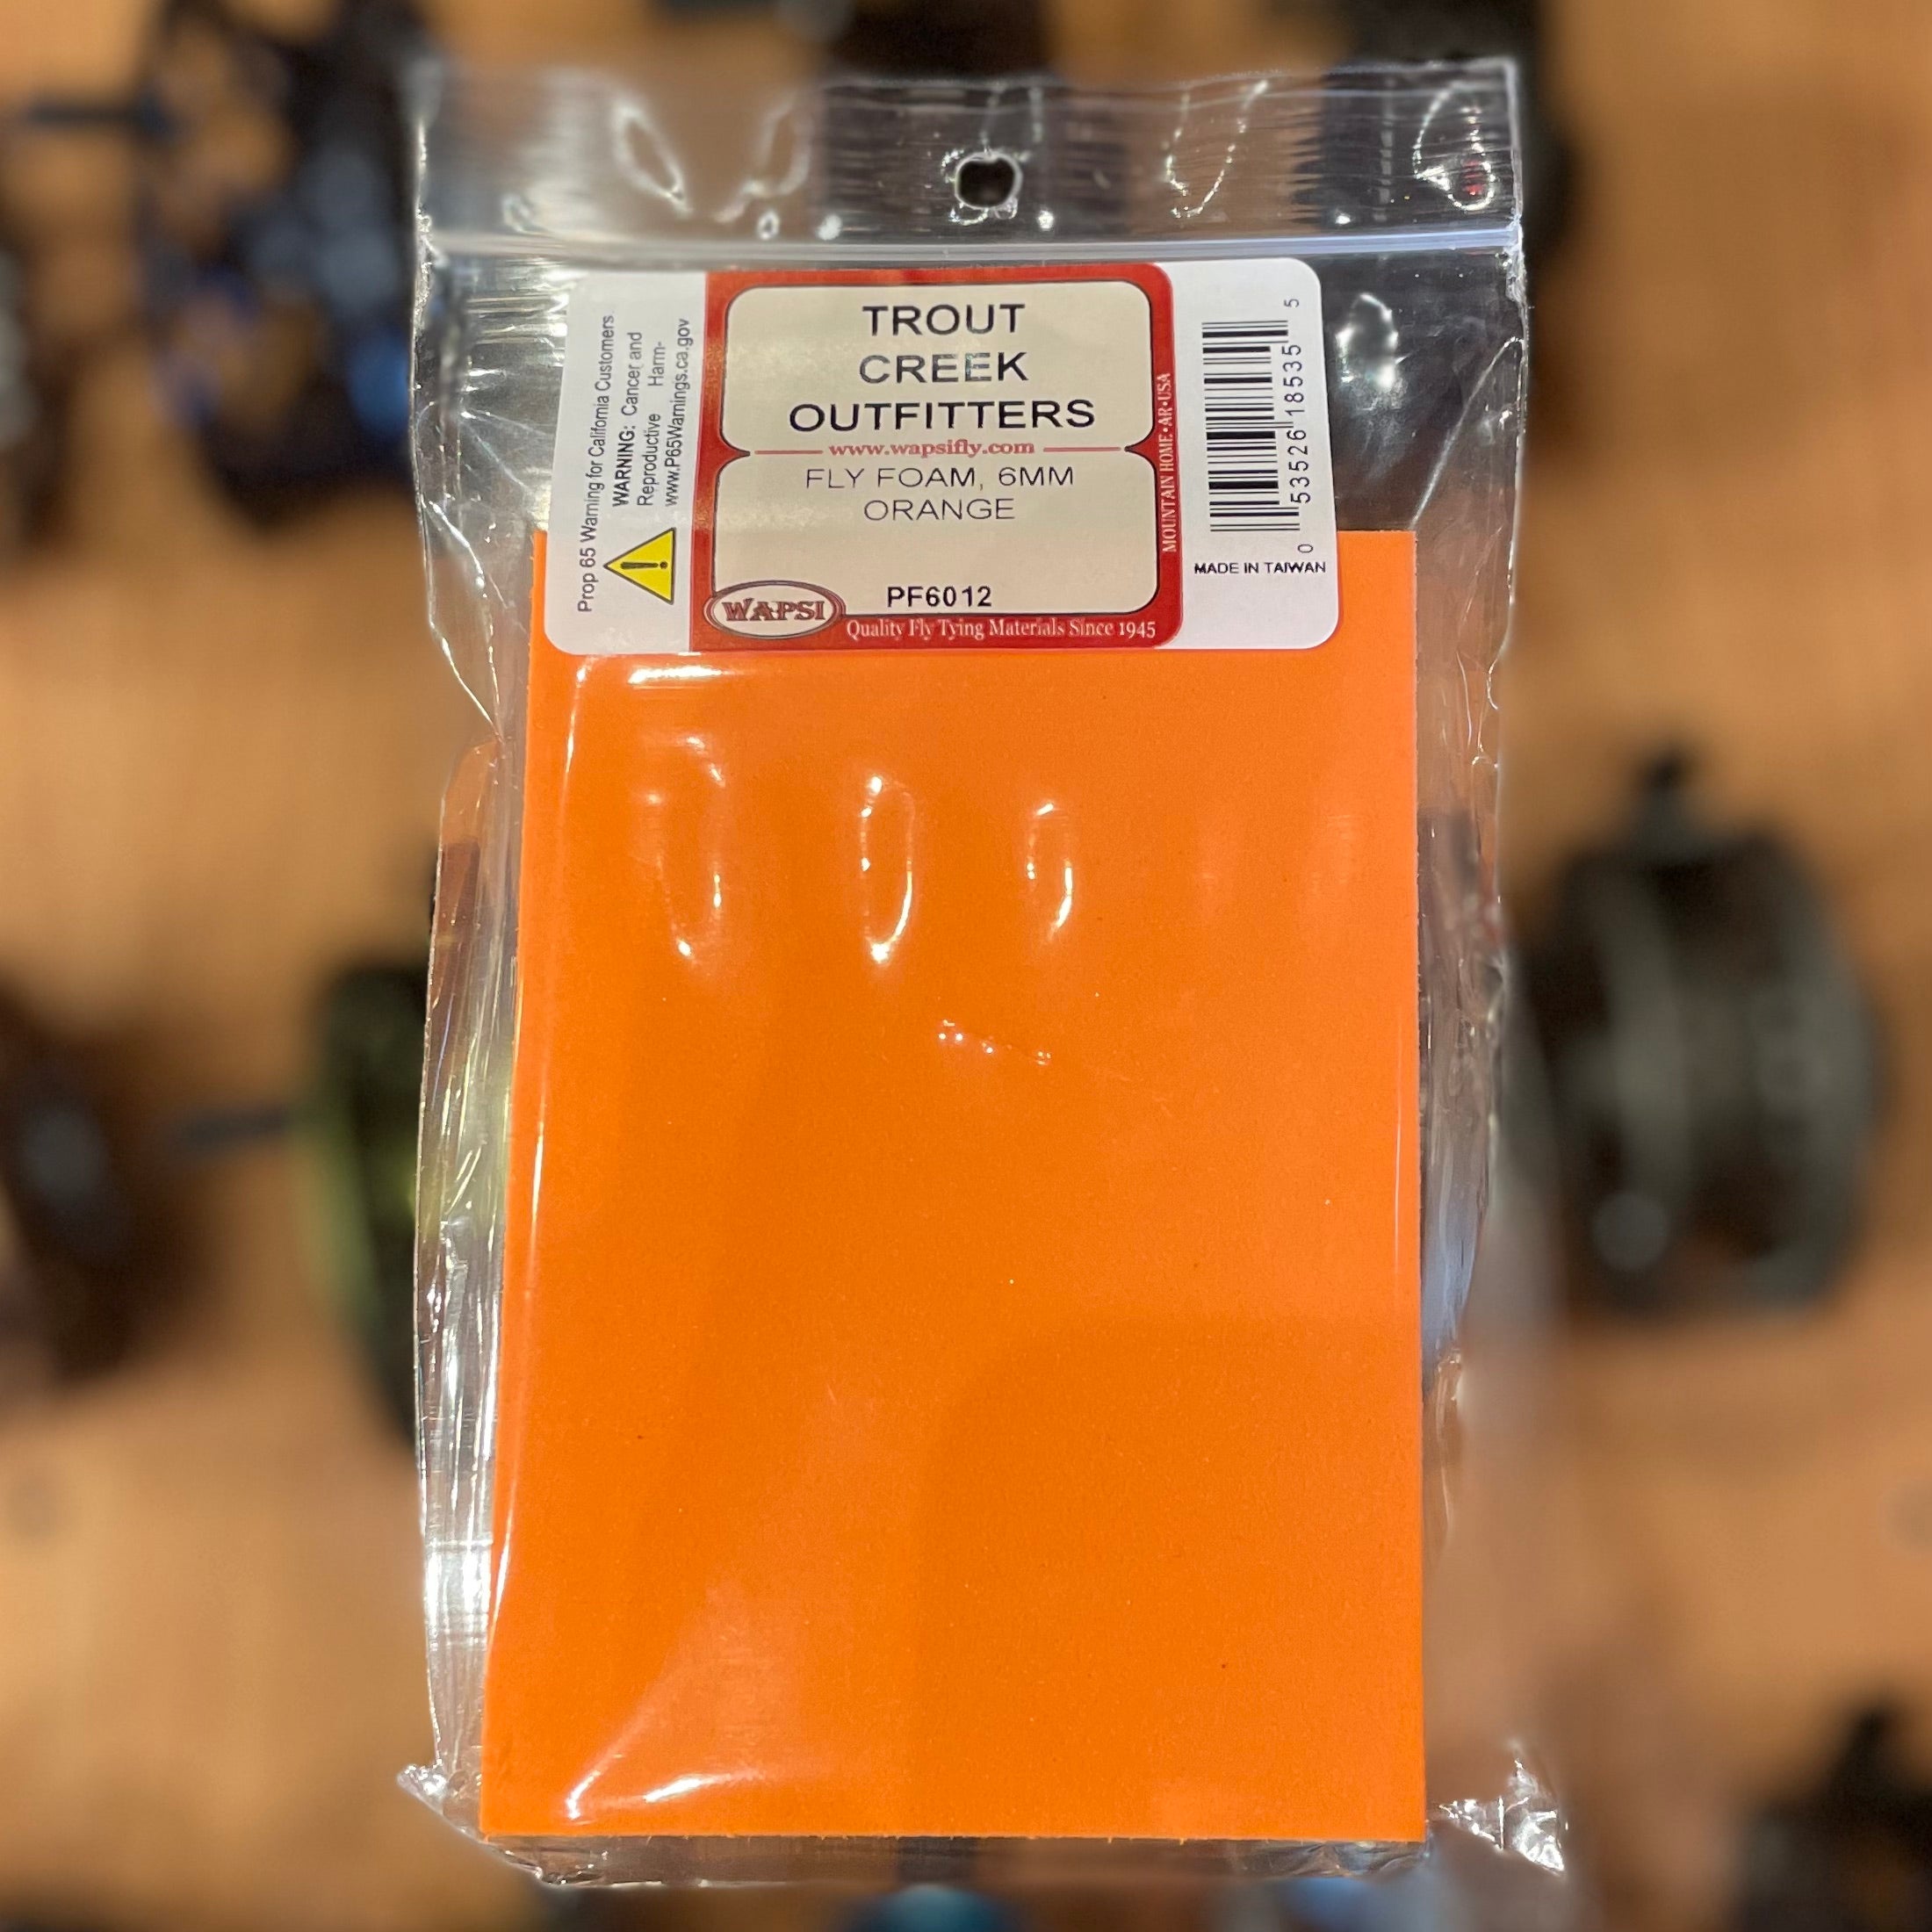 Prop 65 Warning for California Customers
WARNING: Cancer and
Reproductive Harm-
www.P65Warnings.ca.gov
!
TROUT
CREEK
OUTFITTERS
www.wapsifly.com
FLY FOAM, 6MM
ORANGE
PF6012
WAPSI
Quality Fly Tying Materials Since 1945
MOUNTAIN HOME•AR•USA
0 53526 18535 5
MADE IN TAIWAN